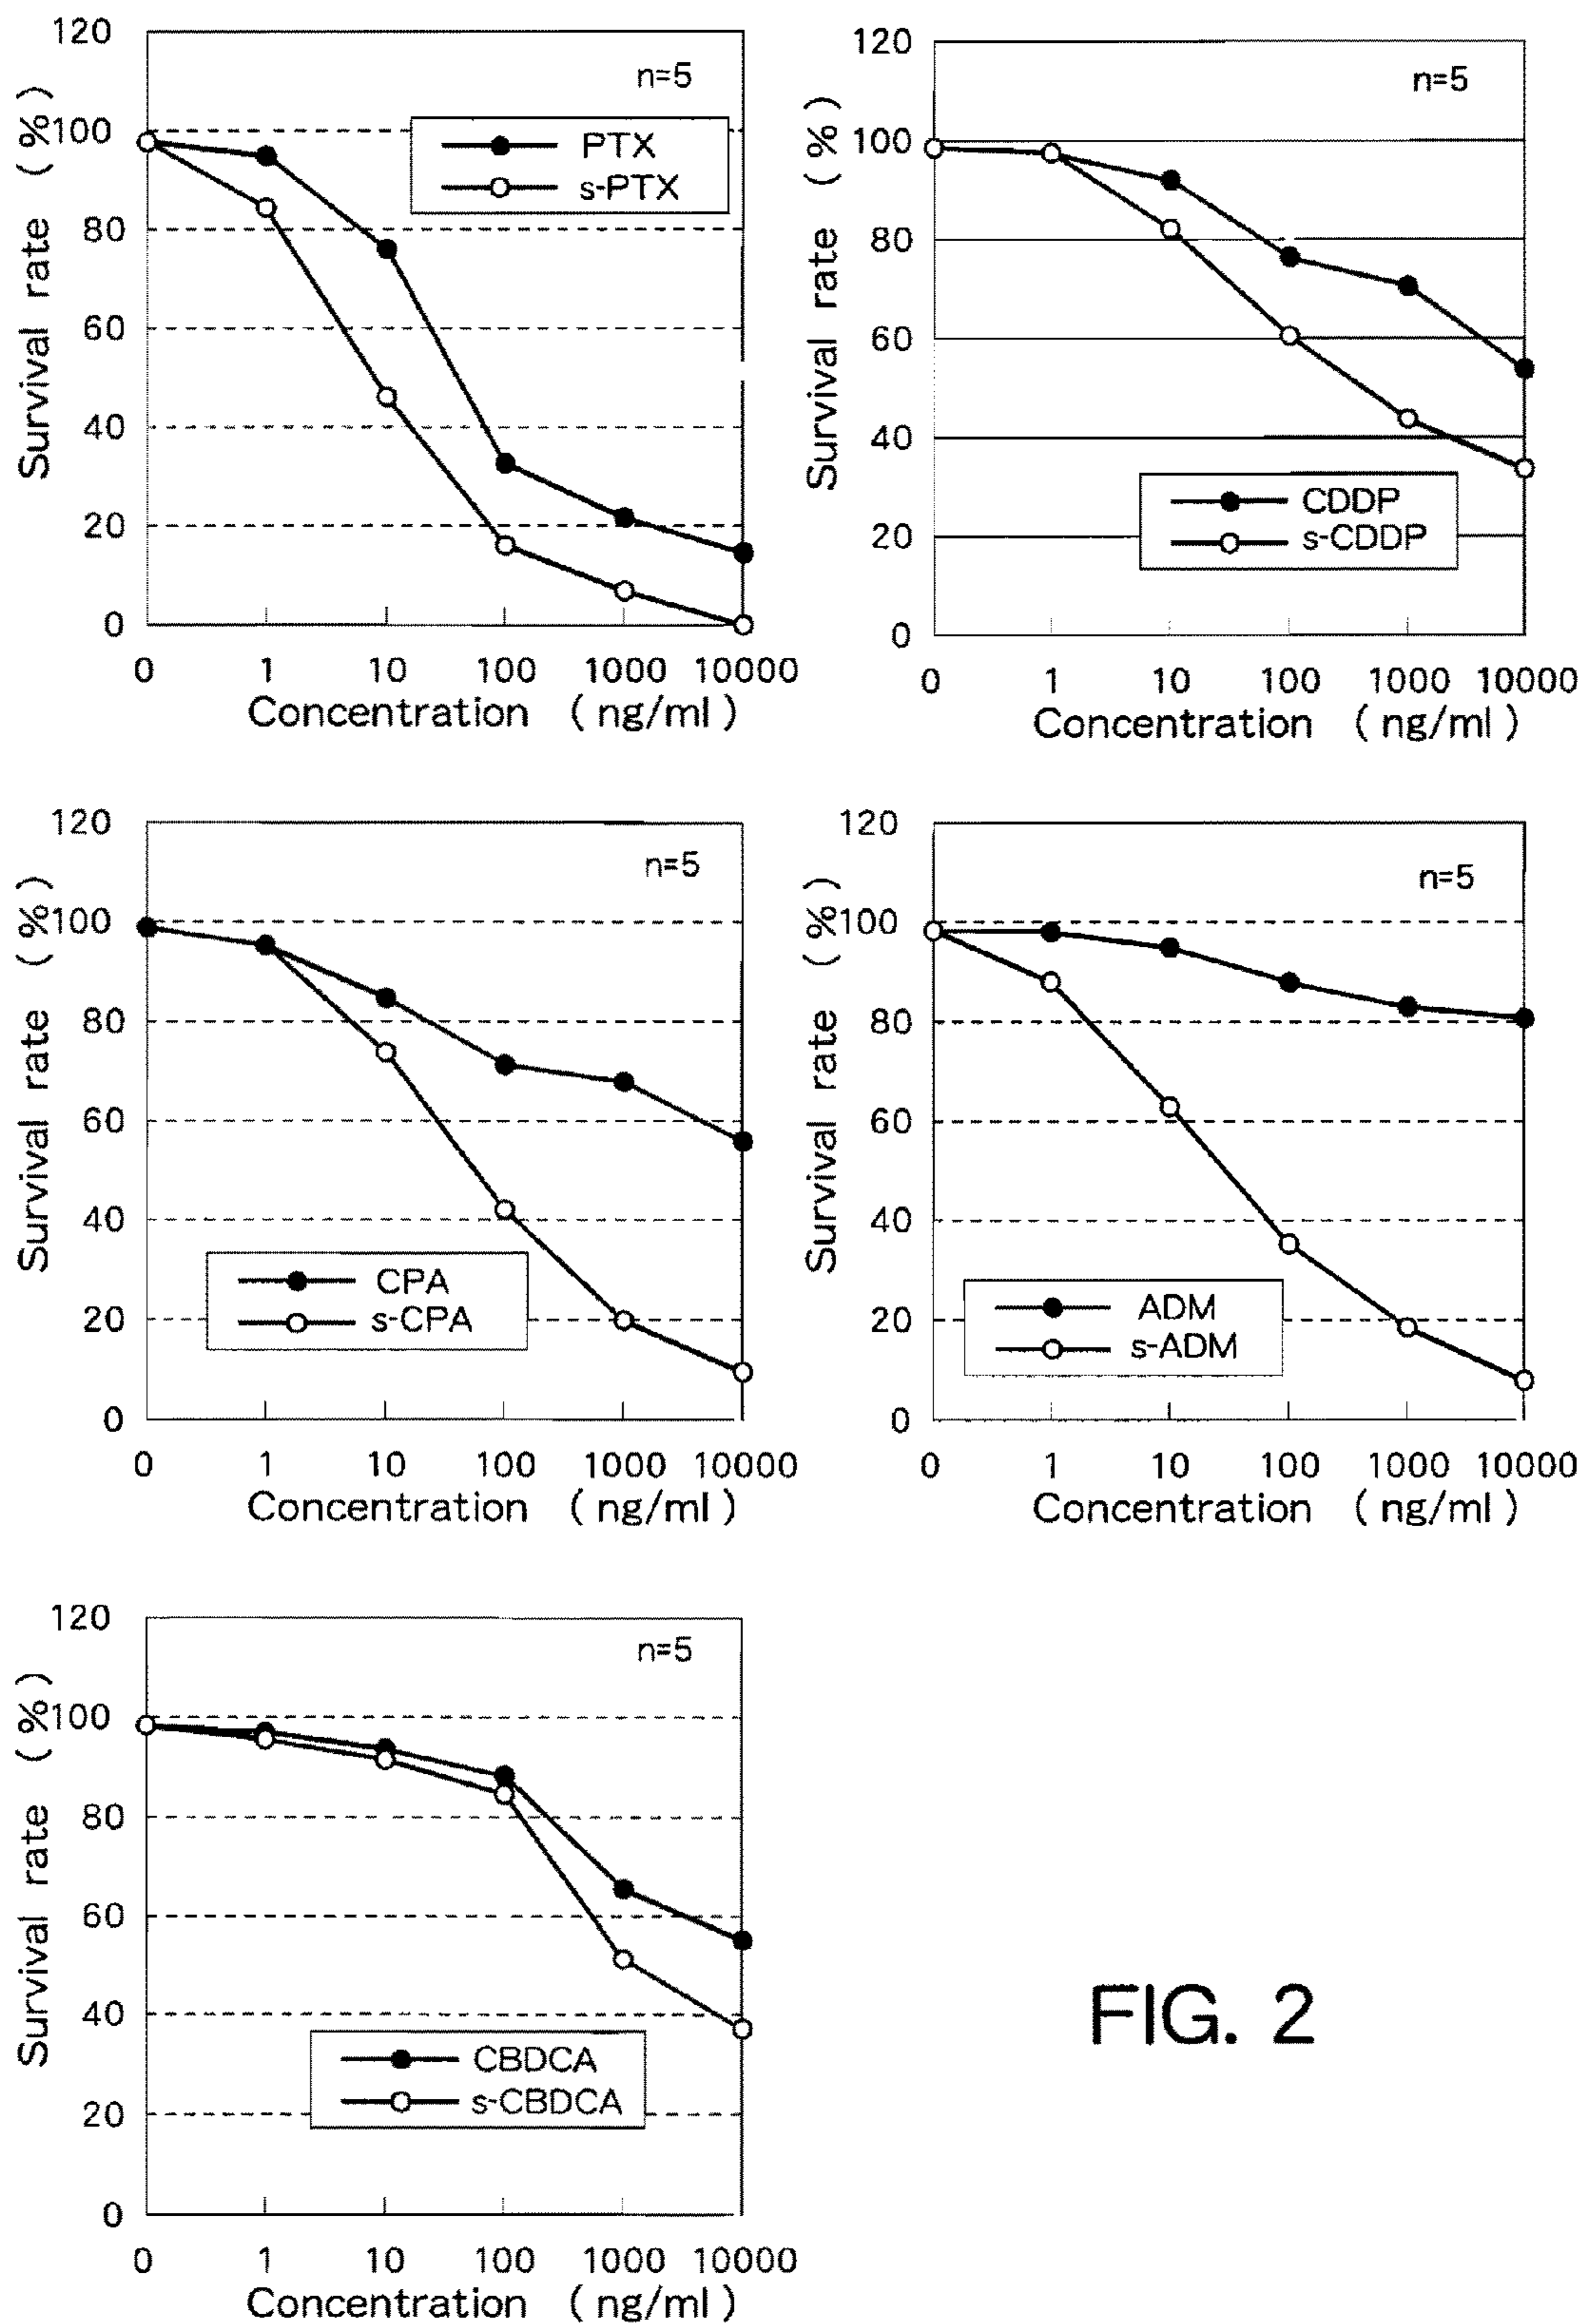 120
n=5
Survival rate (%)
100
PTX
s-PTX
80
60
40
20
0
0 1 10 100 1000 10000
Concentration (ng/ml)
120
n=5
Survival rate (%)
100
80
60
40
CDDP
s-CDDP
20
0
0 1 10 100 1000 10000
Concentration (ng/ml)
120
n=5
Survival rate (%)
100
80
60
40
CPA
s-CPA
20
0
0 1 10 100 1000 10000
Concentration (ng/ml)
120
n=5
Survival rate (%)
100
80
60
40
ADM
s-ADM
20
0
0 1 10 100 1000 10000
Concentration (ng/ml)
120
n=5
Survival rate (%)
100
80
60
40
CBDCA
s-CBDCA
20
0
0 1 10 100 1000 10000
Concentration (ng/ml)
FIG. 2